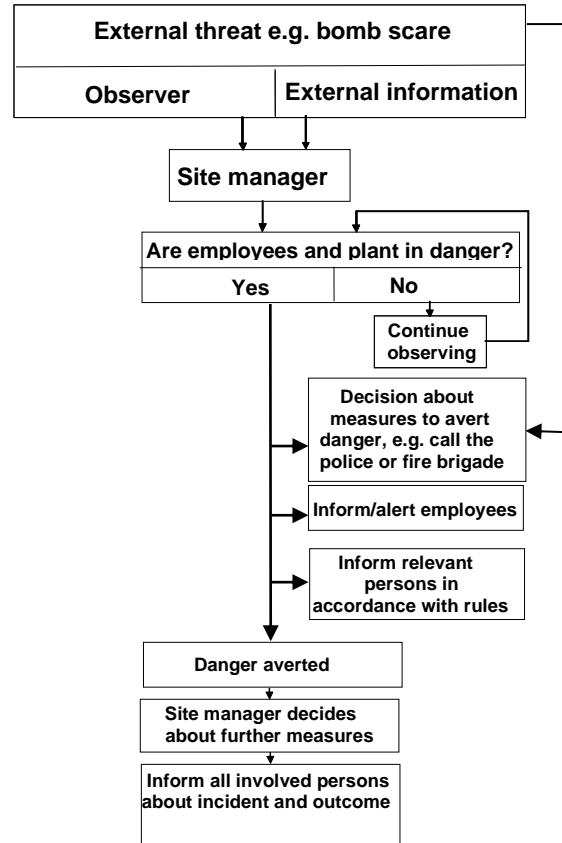 External threat e.g. bomb scare
Observer
External information
Site manager
Are employees and plant in danger?
Yes
No
Continue
observing
Decision about
measures to avert
danger, e.g. call the
police or fire brigade
Inform/alert employees
Inform relevant
persons in
accordance with rules
Danger averted
Site manager decides
about further measures
Inform all involved persons
about incident and outcome